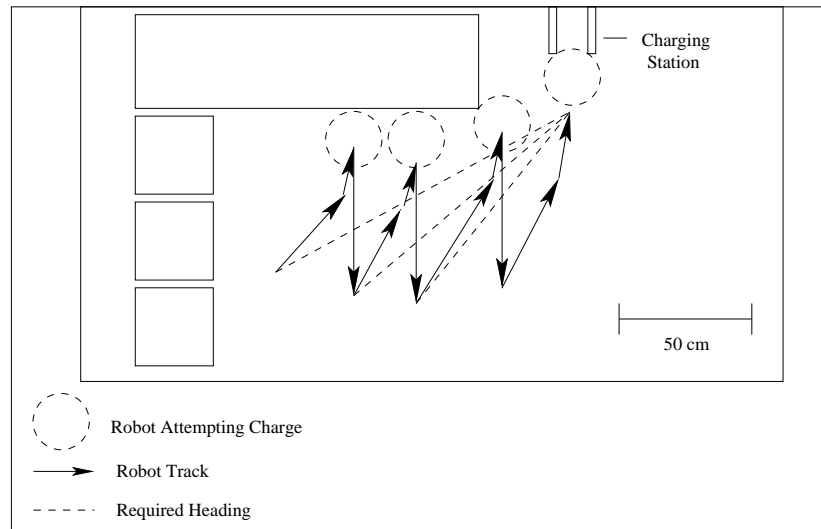 Charging
Station
50 cm
Robot Attempting Charge
Robot Track
Required Heading